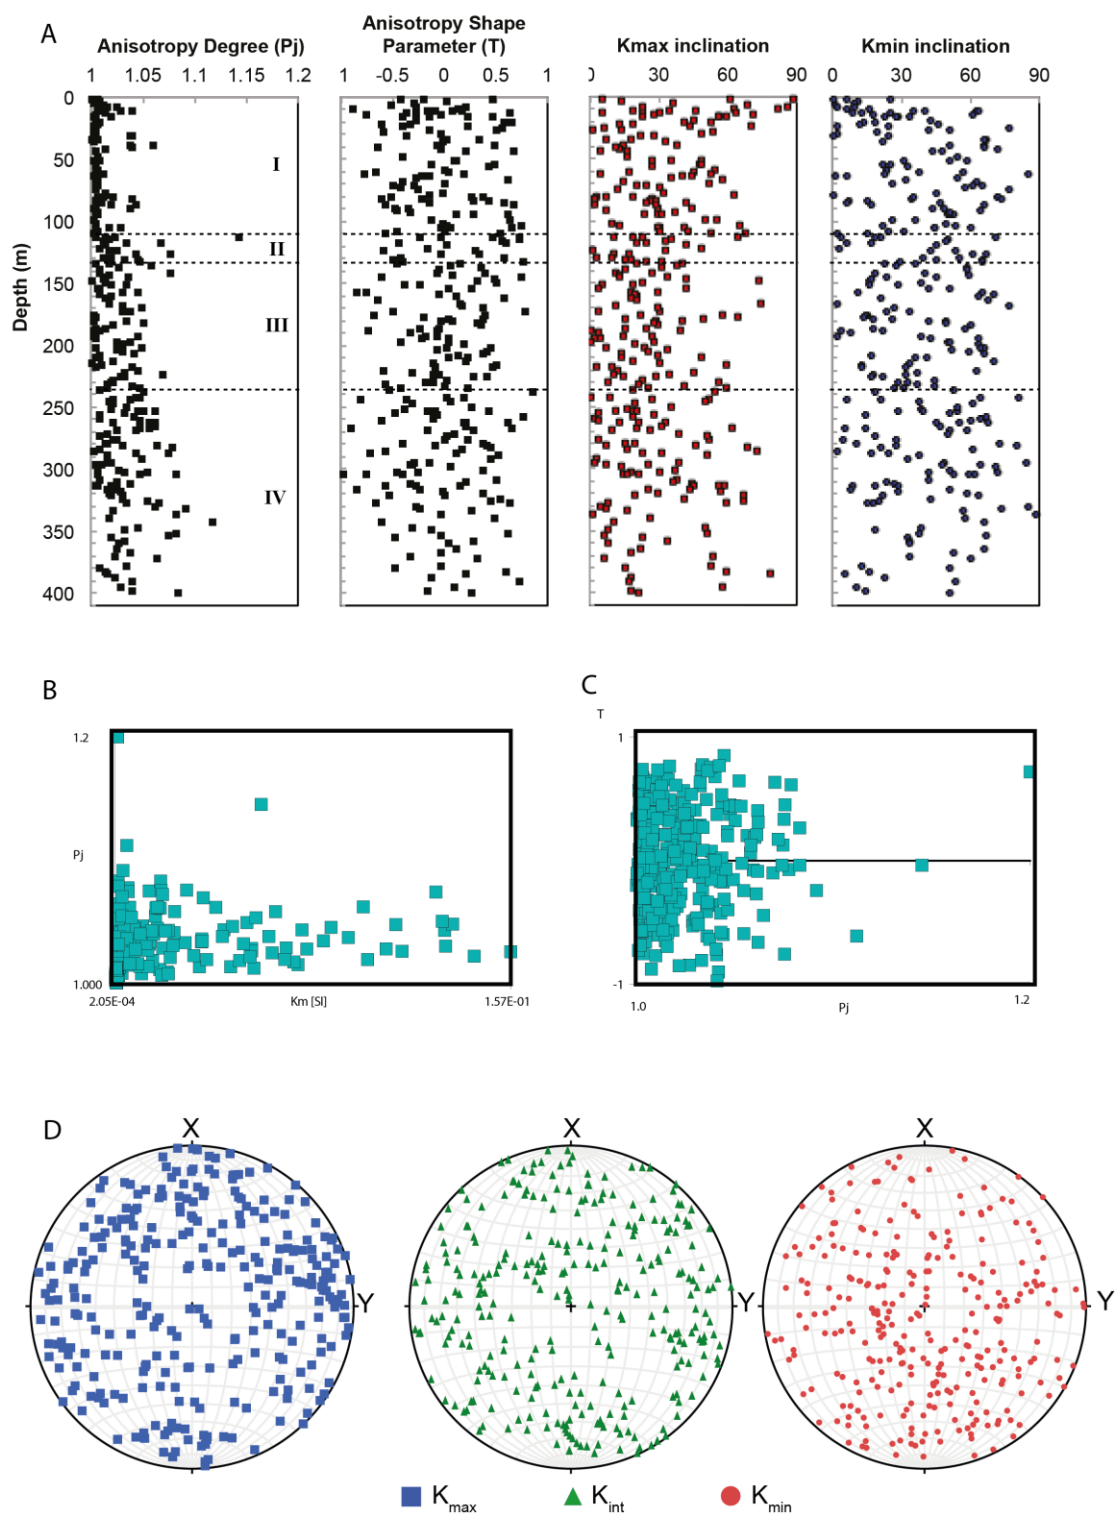 A
Anisotropy Degree (Pj)
1 1.05 1.1 1.15 1.2
Anisotropy Shape
Parameter (T)
1 -0.5 0 0.5 1
Kmax inclination
0 30 60 90
Kmin inclination
0 30 60 90
Depth (m)
0
50
100
150
200
250
300
350
400
I
II
III
IV
B
1.2
Pj
1.000
2.05E-04 Km [SI] 1.57E-01
C
T
1
-1
1.0 Pj 1.2
D
X
Y
X
Y
X
Y
Kmax
Kint
Kmin